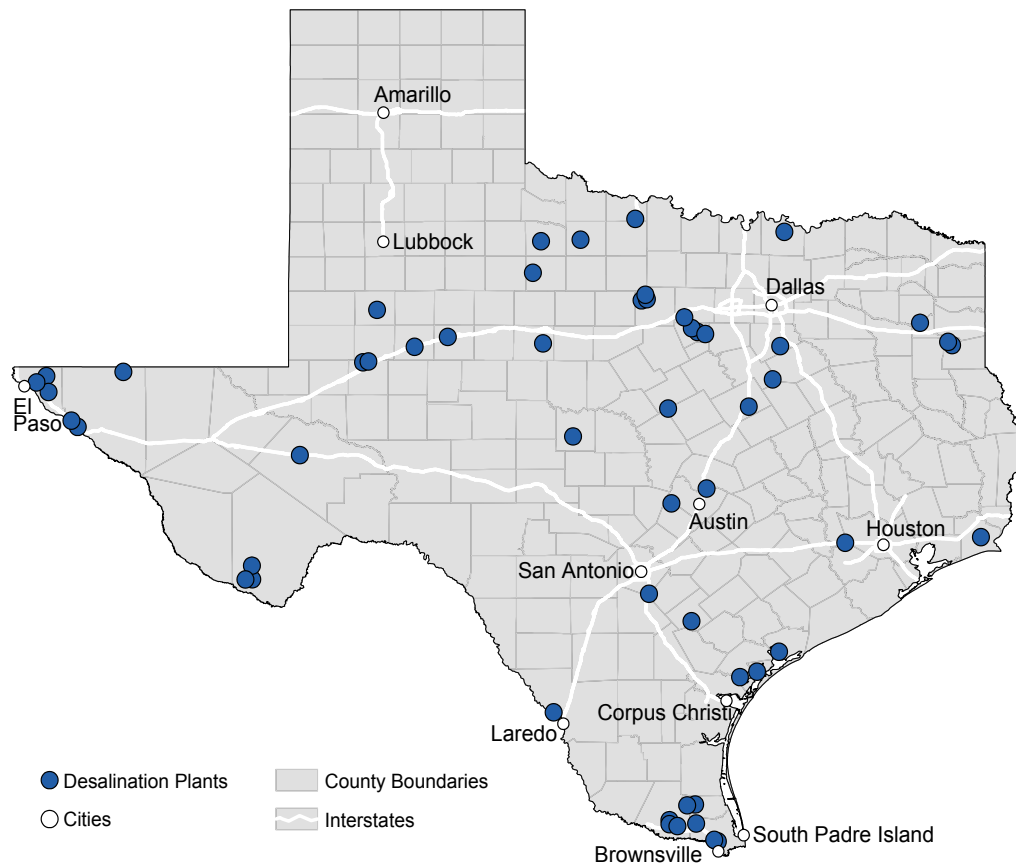 Amarillo
Lubbock
Dallas
El
Paso
Austin
Houston
San Antonio
Corpus Christi
Laredo
Desalination Plants
County Boundaries
Cities
Interstates
South Padre Island
Brownsville